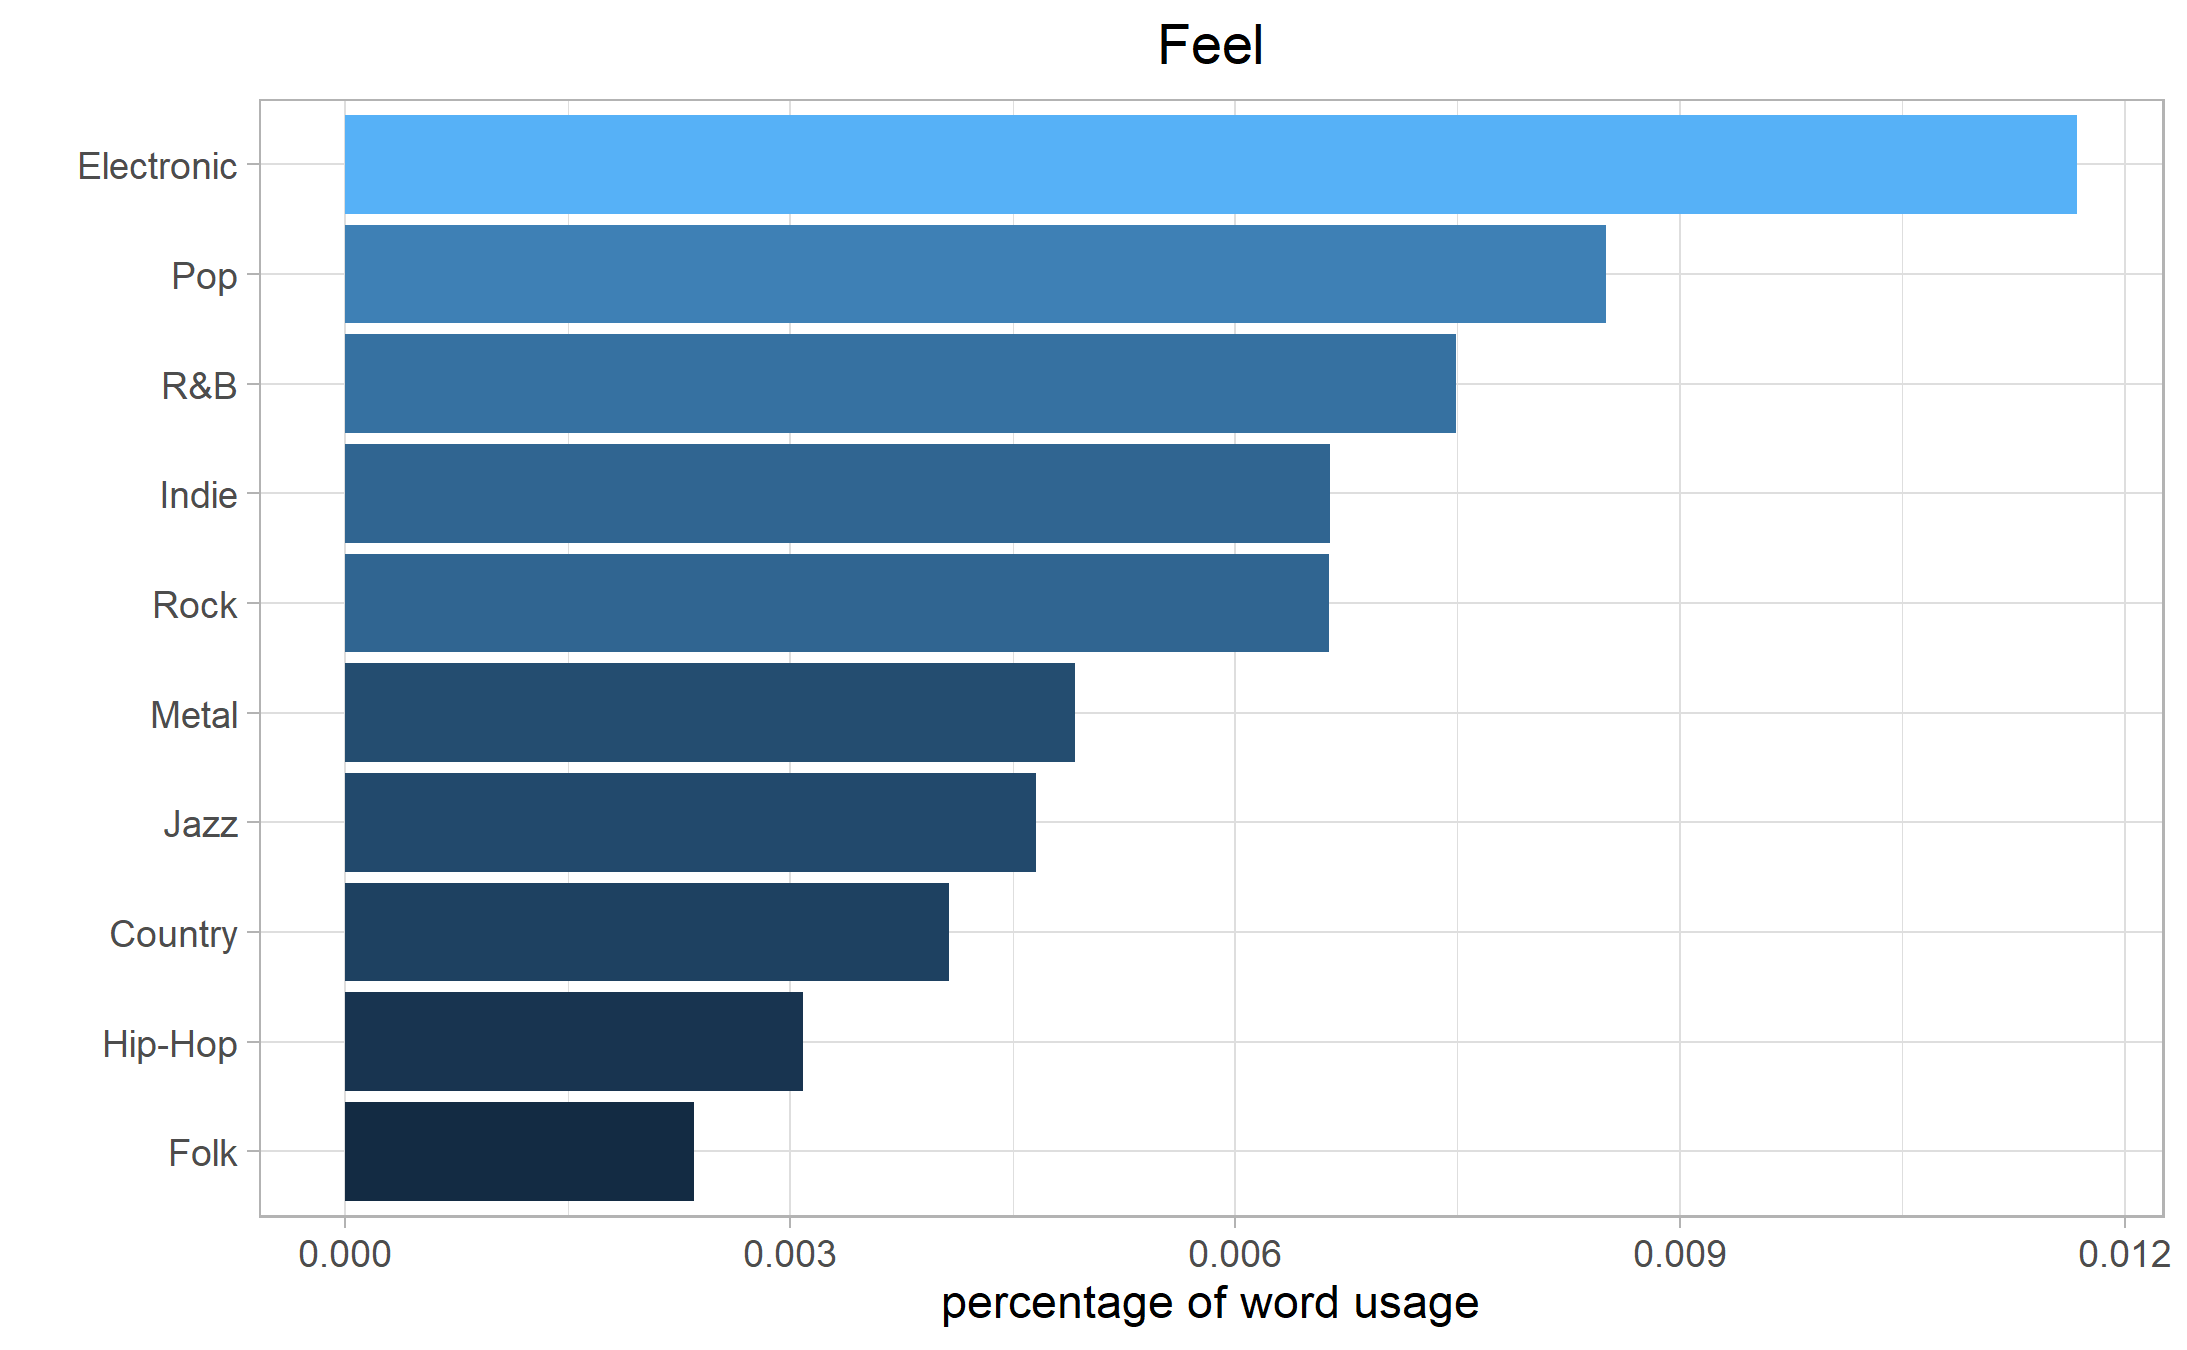 Feel
Electronic
Pop
R&B
Indie
Rock
Metal
Jazz
Country
Hip-Hop
Folk
0.000 0.003 0.006 0.009 0.012
percentage of word usage